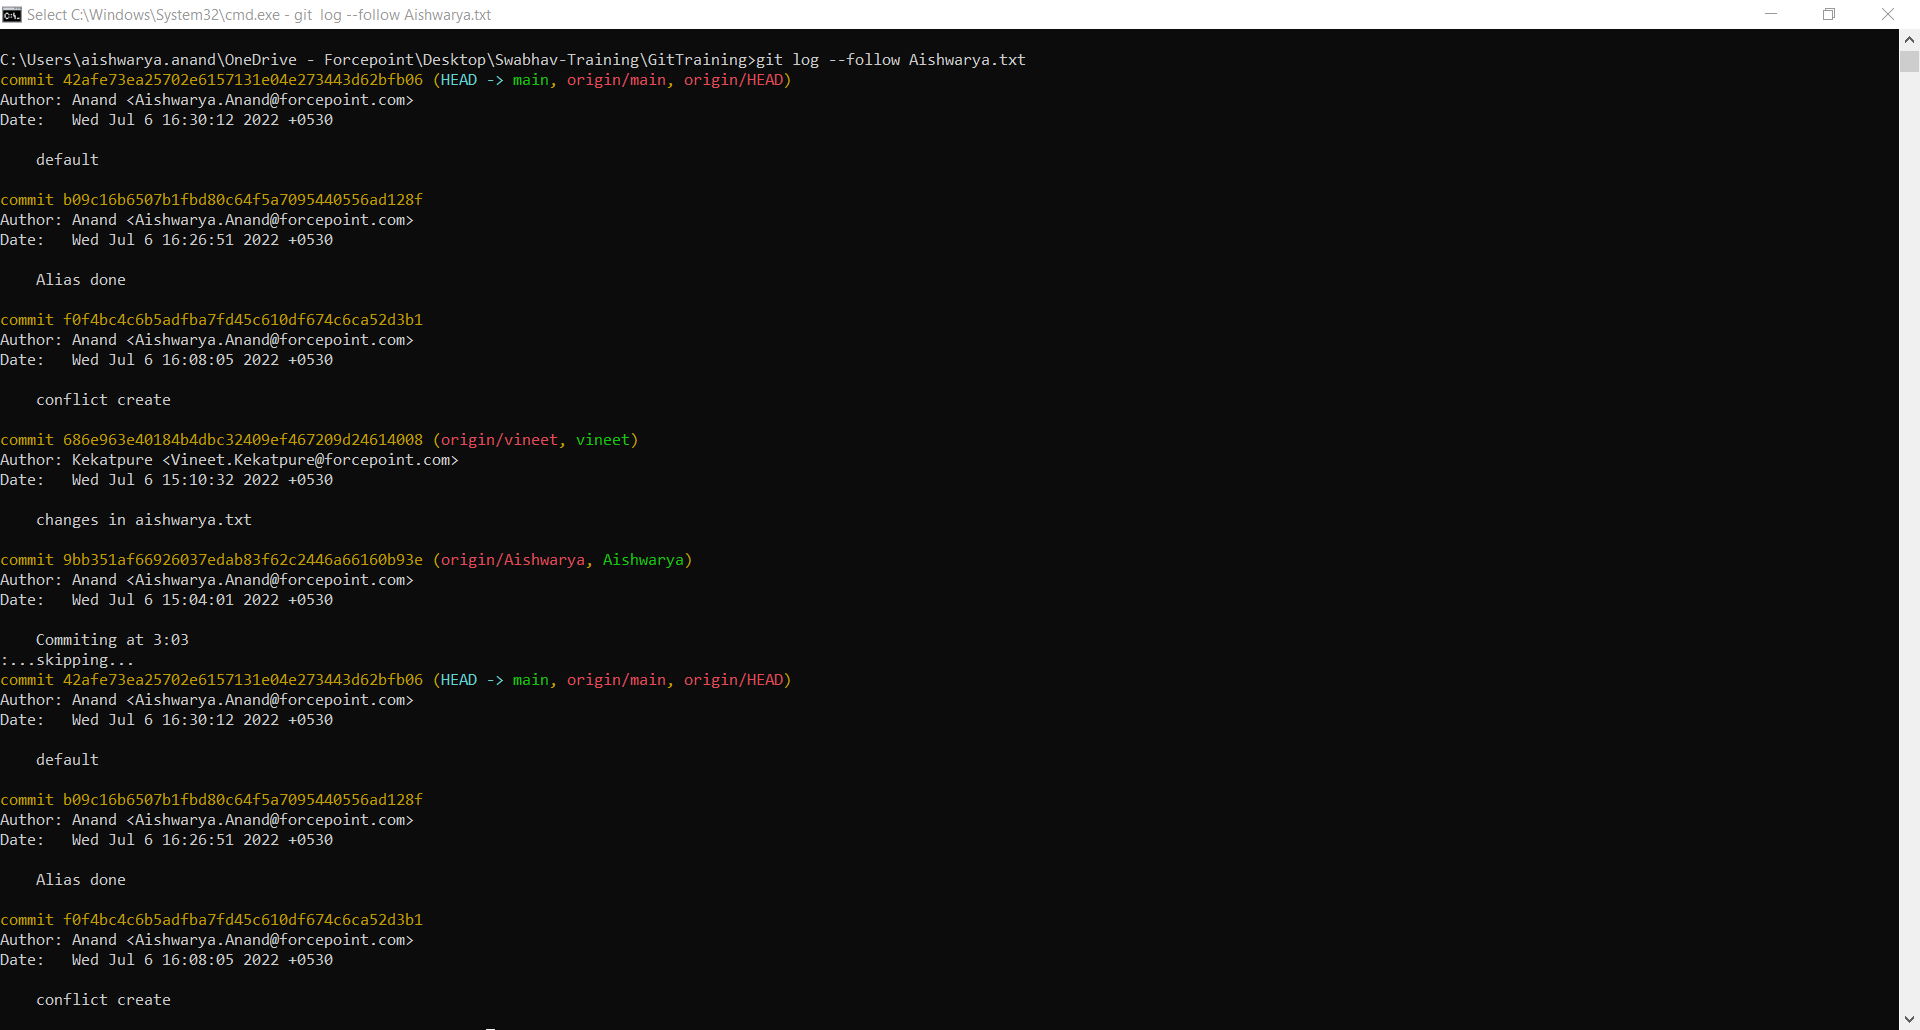 Select C:\Windows\System32\cmd.exe - git  log --follow Aishwarya.txt
C:\Users\aishwarya.anand\OneDrive - Forcepoint\Desktop\Swabhav-Training\GitTraining>git log --follow Aishwarya.txt
commit 42afe73ea25702e6157131e04e273443d62bfb06 (HEAD -> main, origin/main, origin/HEAD)
Author: Anand <Aishwarya.Anand@forcepoint.com>
Date:   Wed Jul 6 16:30:12 2022 +0530
    default
commit b09c16b6507b1fbd80c64f5a7095440556ad128f
Author: Anand <Aishwarya.Anand@forcepoint.com>
Date:   Wed Jul 6 16:26:51 2022 +0530
    Alias done
commit f0f4bc4c6b5adfba7fd45c610df674c6ca52d3b1
Author: Anand <Aishwarya.Anand@forcepoint.com>
Date:   Wed Jul 6 16:08:05 2022 +0530
    conflict create
commit 686e963e40184b4dbc32409ef467209d24614008 (origin/vineet, vineet)
Author: Kekatpure <Vineet.Kekatpure@forcepoint.com>
Date:   Wed Jul 6 15:10:32 2022 +0530
    changes in aishwarya.txt
commit 9bb351af66926037edab83f62c2446a66160b93e (origin/Aishwarya, Aishwarya)
Author: Anand <Aishwarya.Anand@forcepoint.com>
Date:   Wed Jul 6 15:04:01 2022 +0530
    Commiting at 3:03
:...skipping...
commit 42afe73ea25702e6157131e04e273443d62bfb06 (HEAD -> main, origin/main, origin/HEAD)
Author: Anand <Aishwarya.Anand@forcepoint.com>
Date:   Wed Jul 6 16:30:12 2022 +0530
    default
commit b09c16b6507b1fbd80c64f5a7095440556ad128f
Author: Anand <Aishwarya.Anand@forcepoint.com>
Date:   Wed Jul 6 16:26:51 2022 +0530
    Alias done
commit f0f4bc4c6b5adfba7fd45c610df674c6ca52d3b1
Author: Anand <Aishwarya.Anand@forcepoint.com>
Date:   Wed Jul 6 16:08:05 2022 +0530
    conflict create